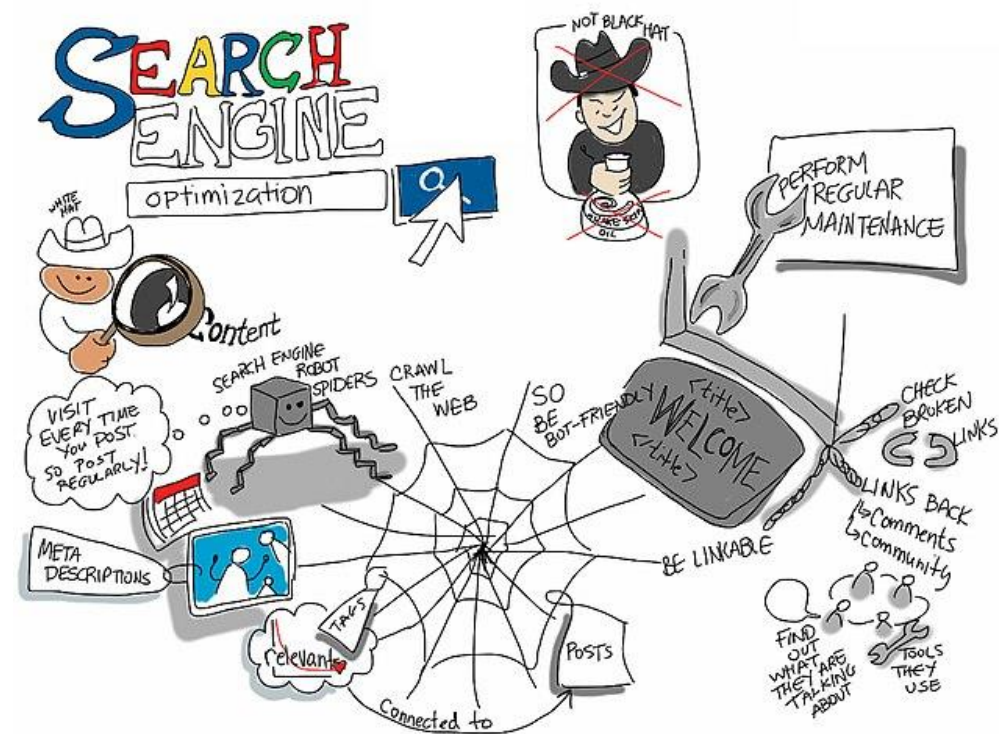 SEARCH
ENGINE
optimization
NOT BLACK HAT
OIL
PERFORM
REGULAR
MAINTENANCE
WHITE
HAT
Content
SEARCH ENGINE
ROBOT
SPIDERS
VISIT
EVERY TIME
YOU POST
SO POST
REGULARLY!
CRAWL
THE
WEB
SO
BE
BOT-FRIENDLY
<title>
WELCOME
</title>
CHECK
BROKEN
LINKS
LINKS BACK
Comments
Community
BE LINKABLE
META
DESCRIPTIONS
TAGS
relevant
POSTS
Connected to
FIND
OUT
WHAT
THEY ARE
TALKING
ABOUT
TOOLS
THEY
USE